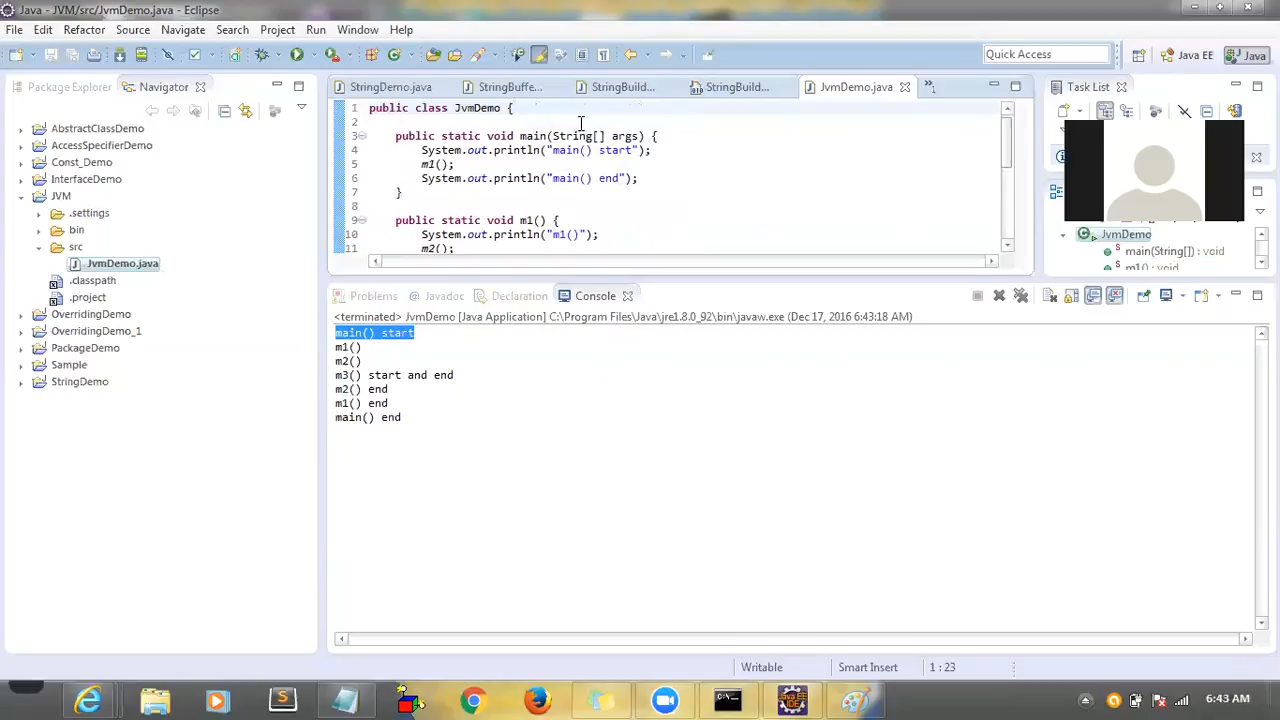 Java - JVM/src/JvmDemo.java - Eclipse
File Edit Refactor Source Navigate Search Project Run Window Help
Quick Access
Java EE
Java
Package Explorer
Navigator
StringDemo.java
StringBuffe...
StringBuild...
StringBuild...
JvmDemo.java
»1
Task List
AbstractClassDemo
AccessSpecifierDemo
Const_Demo
InterfaceDemo
JVM
.settings
bin
src
JvmDemo.java
.classpath
.project
OverridingDemo
OverridingDemo_1
PackageDemo
Sample
StringDemo
1 public class JvmDemo {
2
3 public static void main(String[] args) {
4 System.out.println("main() start");
5 m1();
6 System.out.println("main() end");
7 }
8
9 public static void m1() {
10 System.out.println("m1()");
11 m2();
JvmDemo
main(String[]) : void
m1() : void
Problems
Javadoc
Declaration
Console
<terminated> JvmDemo [Java Application] C:\Program Files\Java\jre1.8.0_92\bin\javaw.exe (Dec 17, 2016 6:43:18 AM)
main() start
m1()
m2()
m3() start and end
m2() end
m1() end
main() end
Writable
Smart Insert
1 : 23
6:43 AM